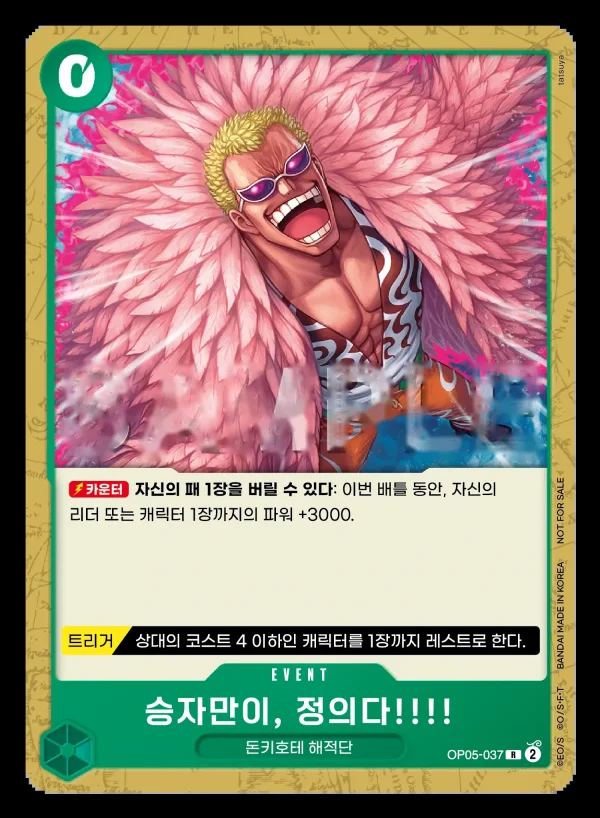 0
tatsuya
SAMPLE
카운터 자신의 패 1장을 버릴 수 있다: 이번 배틀 동안, 자신의
리더 또는 캐릭터 1장까지의 파워 +3000.
트리거 상대의 코스트 4 이하인 캐릭터를 1장까지 레스트로 한다.
EVENT
승자만이, 정의다!!!!
돈키호테 해적단
OP05-037 R 2
©E.O/S ©O/S·F·T BANDAI MADE IN KOREA NOT FOR SALE